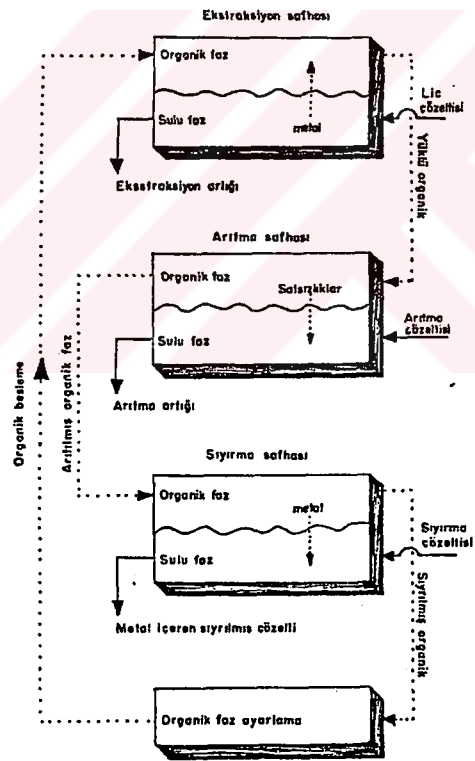 Ekstraksiyon safhası
Organik faz
metal
Sulu faz
Liç
çözeltisi
Yüklü organik
Eksstraksiyon artığı
Arıtma safhası
Organik faz
Safsızlıklar
Sulu faz
Arıtma
çözeltisi
Arıtma artığı
Organik besleme
Arıtılmış organik faz
Sıyırma safhası
Organik faz
metal
Sulu faz
Sıyırma
çözeltisi
Sıyrılmış organik
Metal içeren sıyrılmış çözelti
Organik faz ayarlama